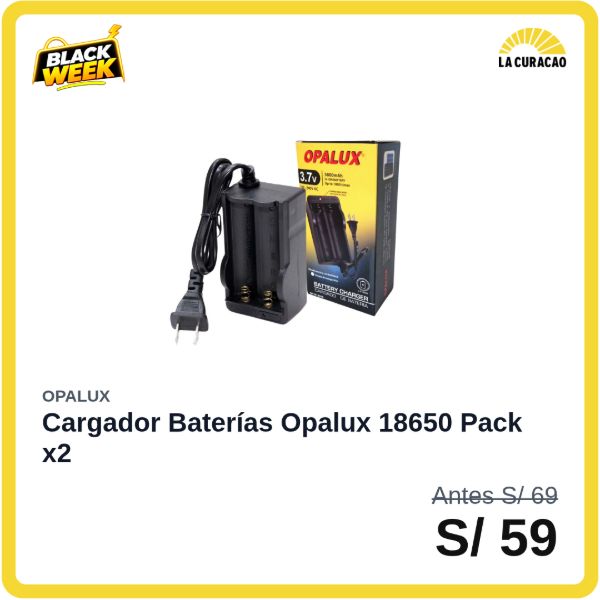 BLACK
WEEK
LA CURACAO
OPALUX
3.7V
BATTERY CHARGER
OPALUX
Cargador Baterías Opalux 18650 Pack
x2
Antes S/ 69
S/ 59